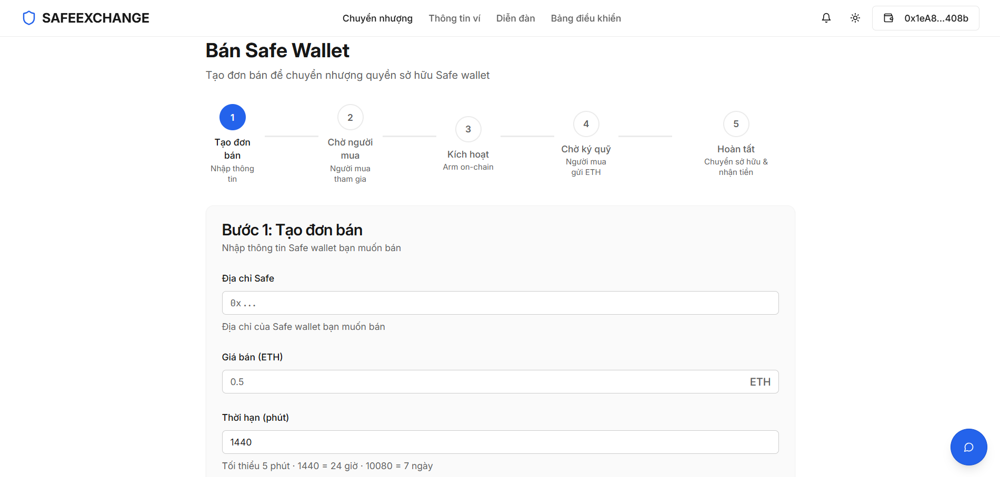 SAFEEXCHANGE
Chuyển nhượng
Thông tin ví
Diễn đàn
Bảng điều khiển
0x1eA8...408b
Bán Safe Wallet
Tạo đơn bán để chuyển nhượng quyền sở hữu Safe wallet
1
Tạo đơn
bán
Nhập thông
tin
2
Chờ người
mua
Người mua
tham gia
3
Kích hoạt
Arm on-chain
4
Chờ ký quỹ
Người mua
gửi ETH
5
Hoàn tất
Chuyển sở hữu &
nhận tiền
Bước 1: Tạo đơn bán
Nhập thông tin Safe wallet bạn muốn bán
Địa chỉ Safe
0x...
Địa chỉ của Safe wallet bạn muốn bán
Giá bán (ETH)
0.5
ETH
Thời hạn (phút)
1440
Tối thiểu 5 phút · 1440 = 24 giờ · 10080 = 7 ngày